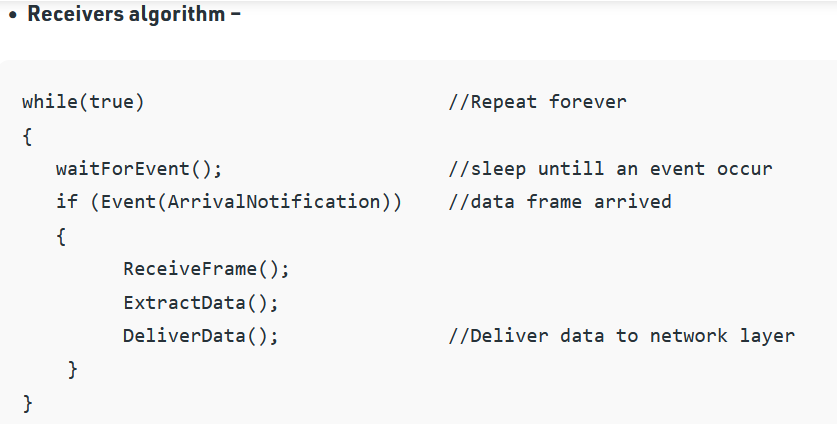 • Receivers algorithm –
while(true) //Repeat forever
{
waitForEvent(); //sleep untill an event occur
if (Event(ArrivalNotification)) //data frame arrived
{
ReceiveFrame();
ExtractData();
DeliverData(); //Deliver data to network layer
}
}